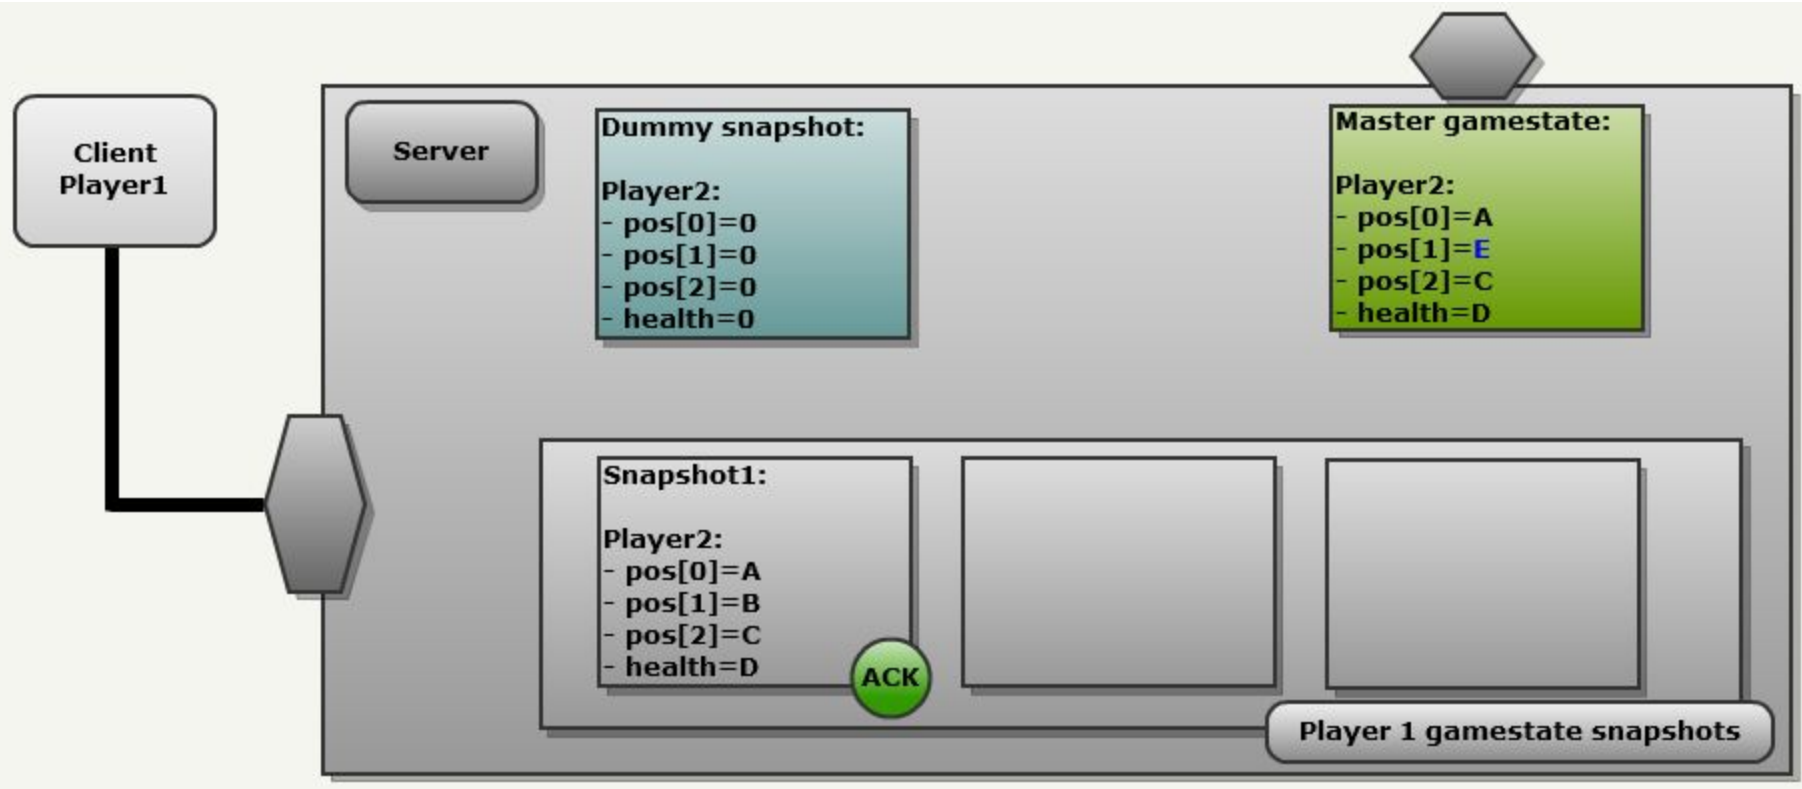 Client
Player1
Server
Dummy snapshot:
Player2:
- pos[0]=0
- pos[1]=0
- pos[2]=0
- health=0
Master gamestate:
Player2:
- pos[0]=A
- pos[1]=E
- pos[2]=C
- health=D
Snapshot1:
Player2:
- pos[0]=A
- pos[1]=B
- pos[2]=C
- health=D
ACK
Player 1 gamestate snapshots